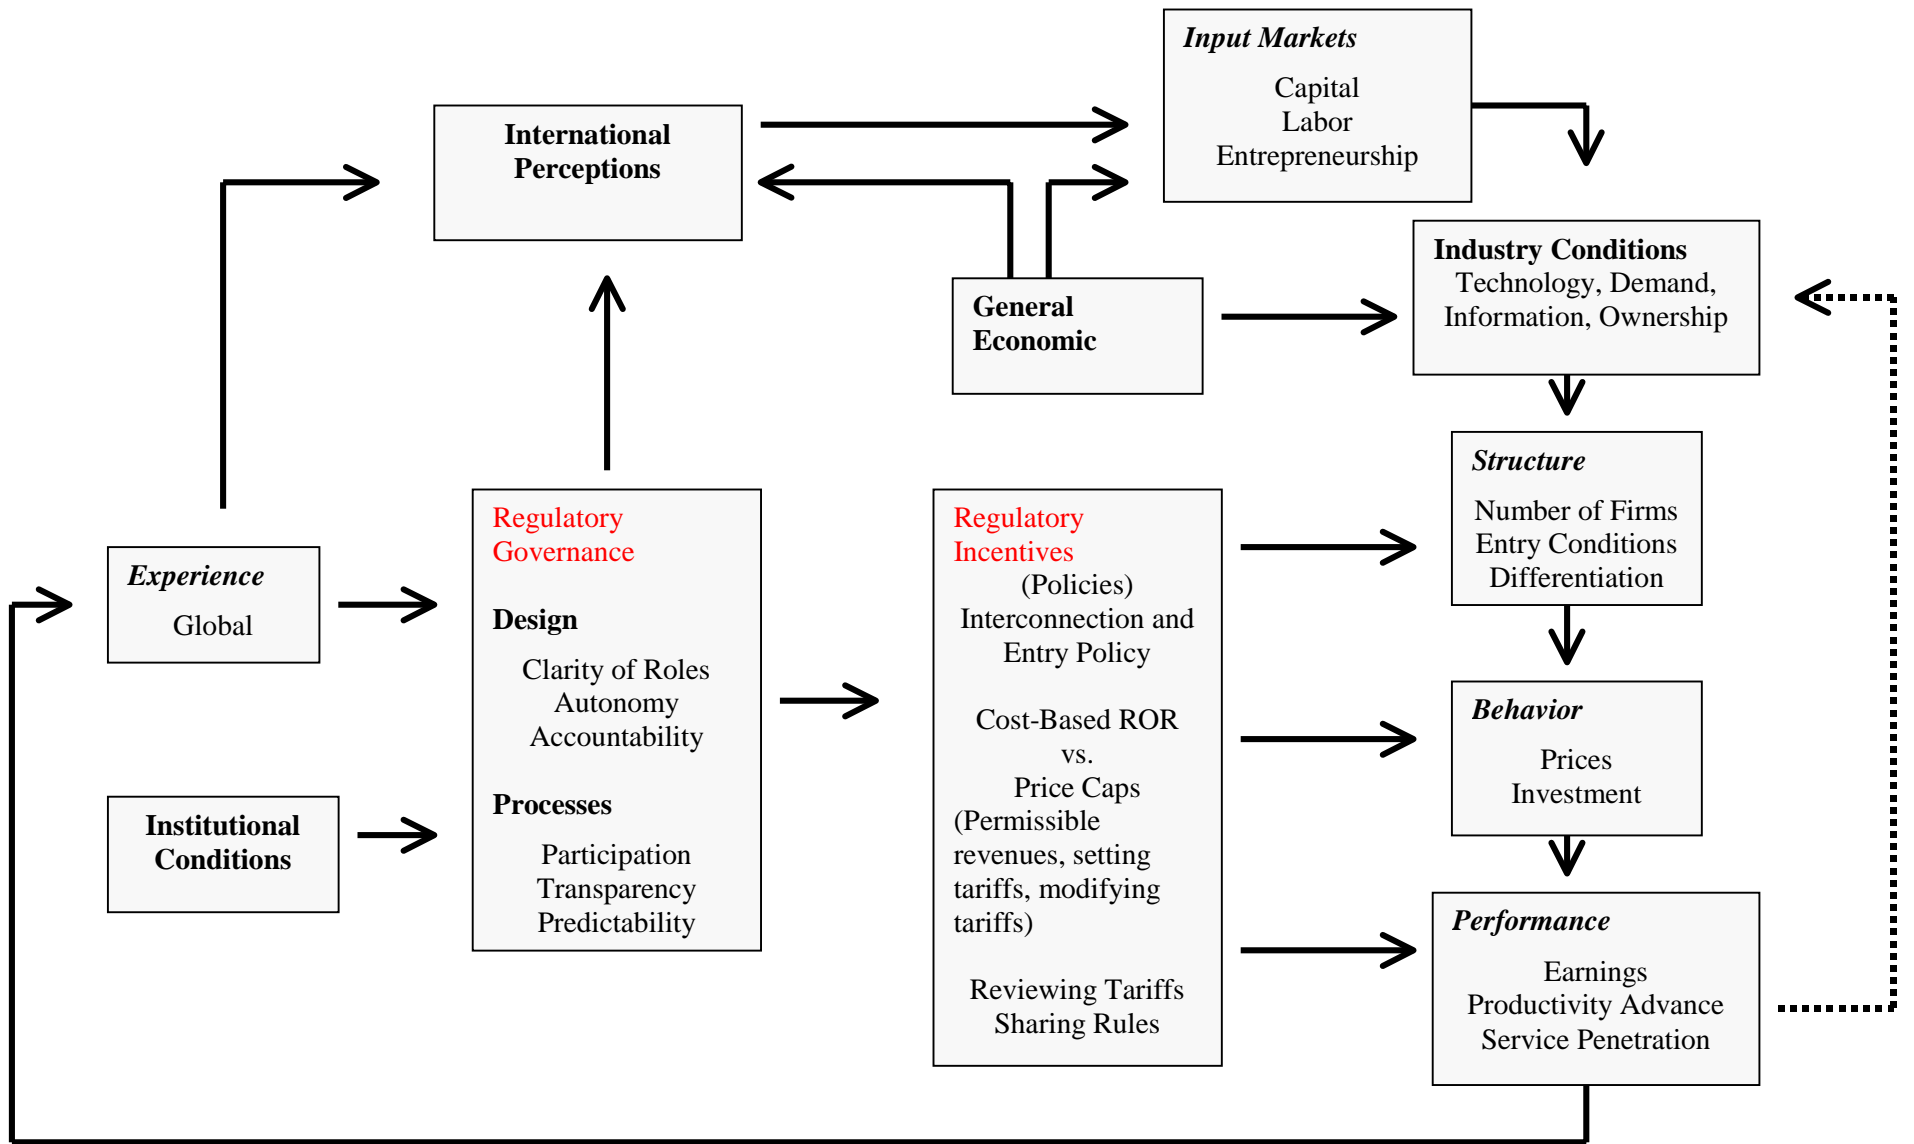 Input Markets
Capital
Labor
Entrepreneurship
International
Perceptions
General
Economic
Industry Conditions
Technology, Demand,
Information, Ownership
Structure
Number of Firms
Entry Conditions
Differentiation
Experience
Global
Institutional
Conditions
Regulatory
Governance
Design
Clarity of Roles
Autonomy
Accountability
Processes
Participation
Transparency
Predictability
Regulatory
Incentives
(Policies)
Interconnection and
Entry Policy
Cost-Based ROR
vs.
Price Caps
(Permissible
revenues, setting
tariffs, modifying
tariffs)
Reviewing Tariffs
Sharing Rules
Behavior
Prices
Investment
Performance
Earnings
Productivity Advance
Service Penetration